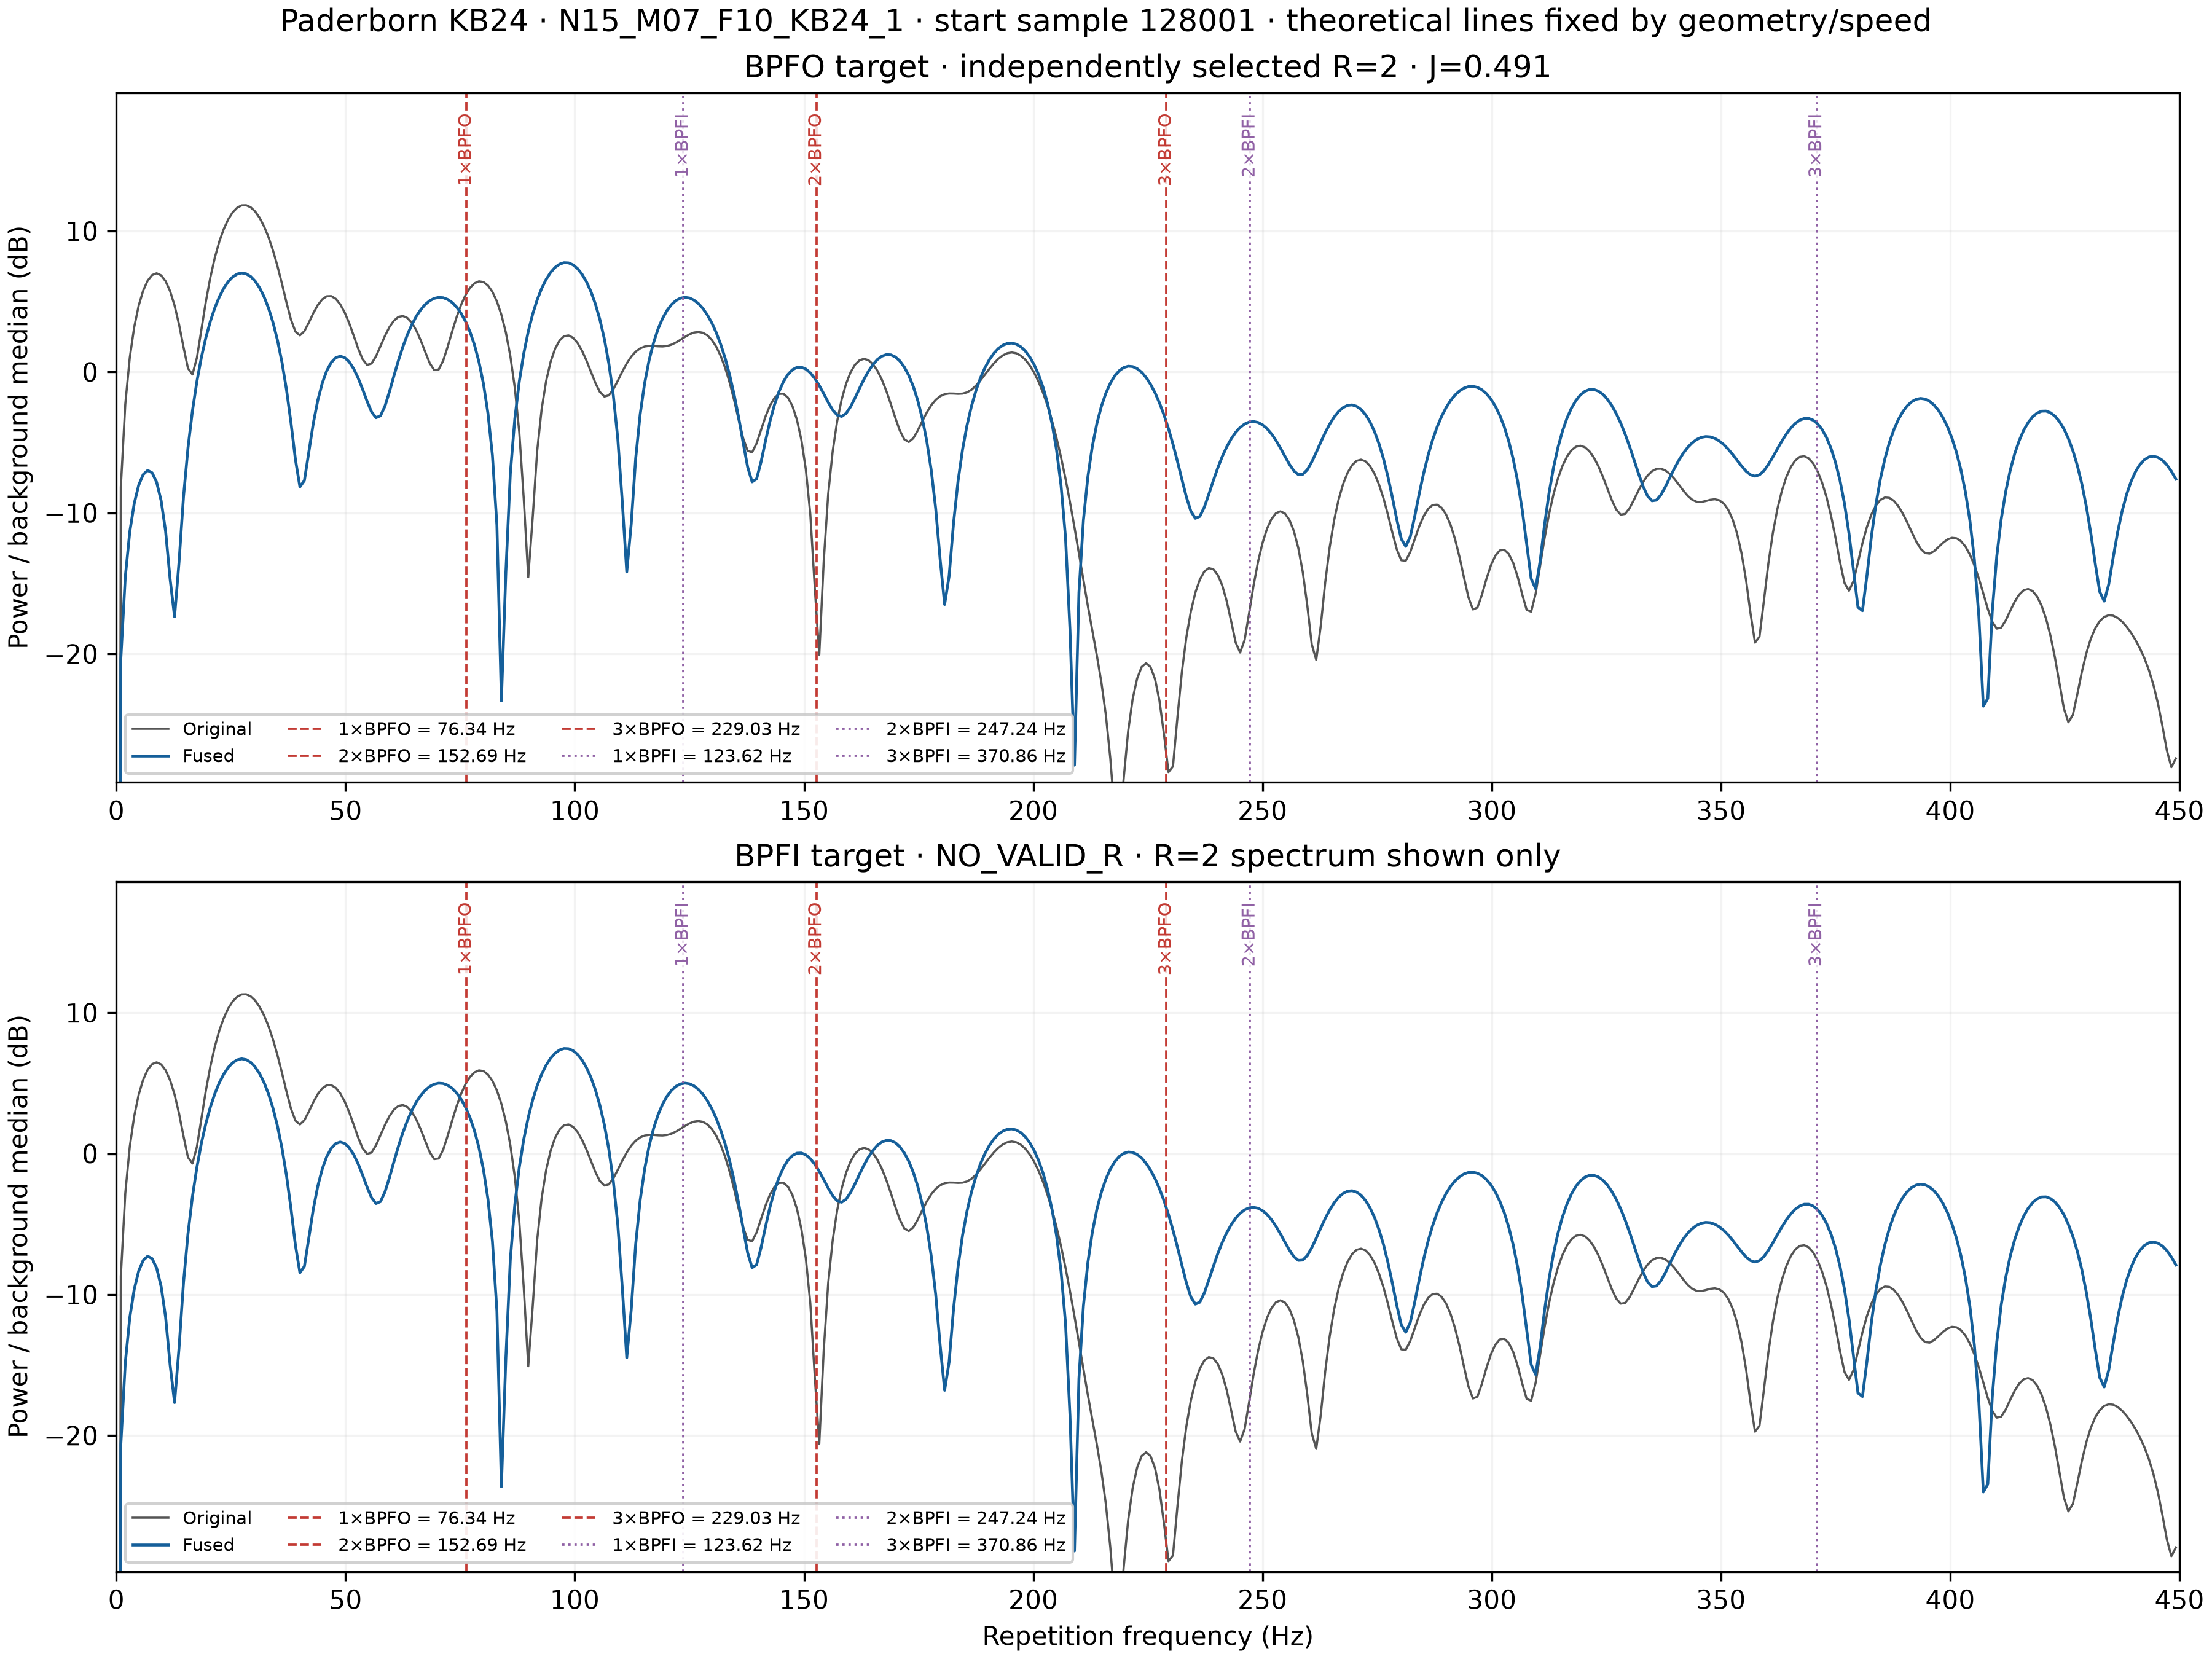 Paderborn KB24 · N15_M07_F10_KB24_1 · start sample 128001 · theoretical lines fixed by geometry/speed
BPFO target · independently selected R=2 · J=0.491
1×BPFO
1×BPFI
2×BPFO
3×BPFO
2×BPFI
3×BPFI
Power / background median (dB)
10
0
−10
−20
Original
1×BPFO = 76.34 Hz
3×BPFO = 229.03 Hz
2×BPFI = 247.24 Hz
Fused
2×BPFO = 152.69 Hz
1×BPFI = 123.62 Hz
3×BPFI = 370.86 Hz
0 50 100 150 200 250 300 350 400 450
BPFI target · NO_VALID_R · R=2 spectrum shown only
1×BPFO
1×BPFI
2×BPFO
3×BPFO
2×BPFI
3×BPFI
Power / background median (dB)
10
0
−10
−20
Original
1×BPFO = 76.34 Hz
3×BPFO = 229.03 Hz
2×BPFI = 247.24 Hz
Fused
2×BPFO = 152.69 Hz
1×BPFI = 123.62 Hz
3×BPFI = 370.86 Hz
0 50 100 150 200 250 300 350 400 450
Repetition frequency (Hz)